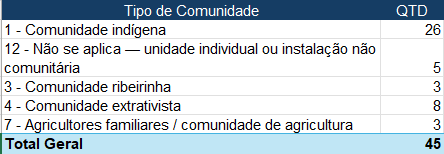 Tipo de Comunidade QTD
1 - Comunidade indígena 26
12 - Não se aplica — unidade individual ou instalação não
comunitária 5
3 - Comunidade ribeirinha 3
4 - Comunidade extrativista 8
7 - Agricultores familiares / comunidade de agricultura 3
Total Geral 45